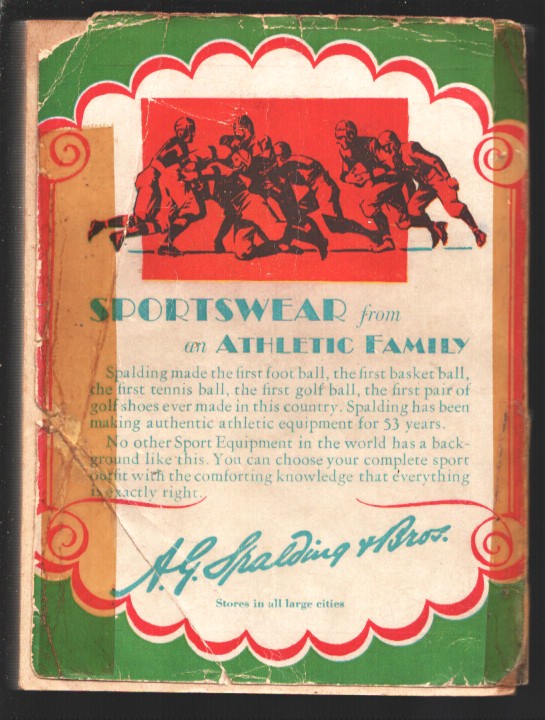 SPORTSWEAR from
an ATHLETIC FAMILY
Spalding made the first foot ball, the first basket ball,
the first tennis ball, the first golf ball, the first pair of
golf shoes ever made in this country. Spalding has been
making authentic athletic equipment for 53 years.
No other Sport Equipment in the world has a back-
ground like this. You can choose your complete sport
outfit with the comforting knowledge that everything
is exactly right.
A. G. Spalding & Bros.
Stores in all large cities